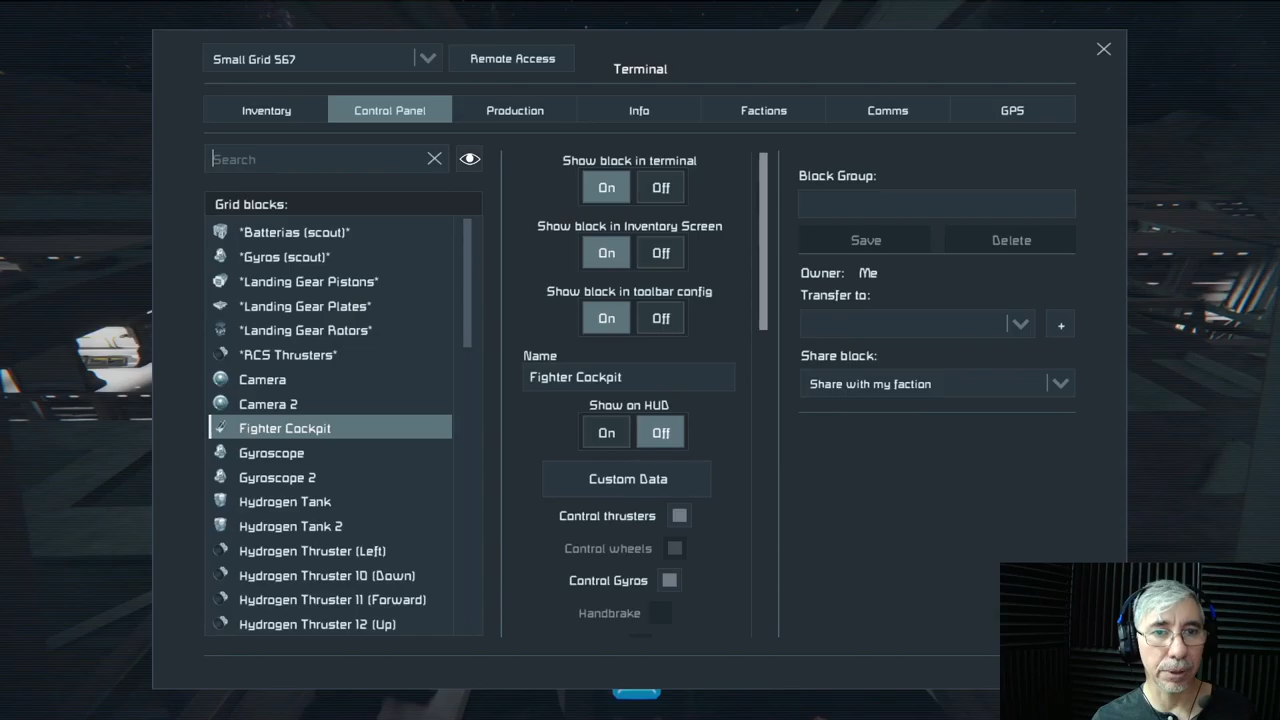 Small Grid 567
Remote Access
Terminal
Inventory
Control Panel
Production
Info
Factions
Comms
GPS
Search
Grid blocks:
*Batterias (scout)*
*Gyros (scout)*
*Landing Gear Pistons*
*Landing Gear Plates*
*Landing Gear Rotors*
*RCS Thrusters*
Camera
Camera 2
Fighter Cockpit
Gyroscope
Gyroscope 2
Hydrogen Tank
Hydrogen Tank 2
Hydrogen Thruster (Left)
Hydrogen Thruster 10 (Down)
Hydrogen Thruster 11 (Forward)
Hydrogen Thruster 12 (Up)
Show block in terminal
On Off
Show block in Inventory Screen
On Off
Show block in toolbar config
On Off
Name
Fighter Cockpit
Show on HUD
On Off
Custom Data
Control thrusters
Control wheels
Control Gyros
Handbrake
Block Group:
Save
Delete
Owner: Me
Transfer to:
+
Share block:
Share with my faction